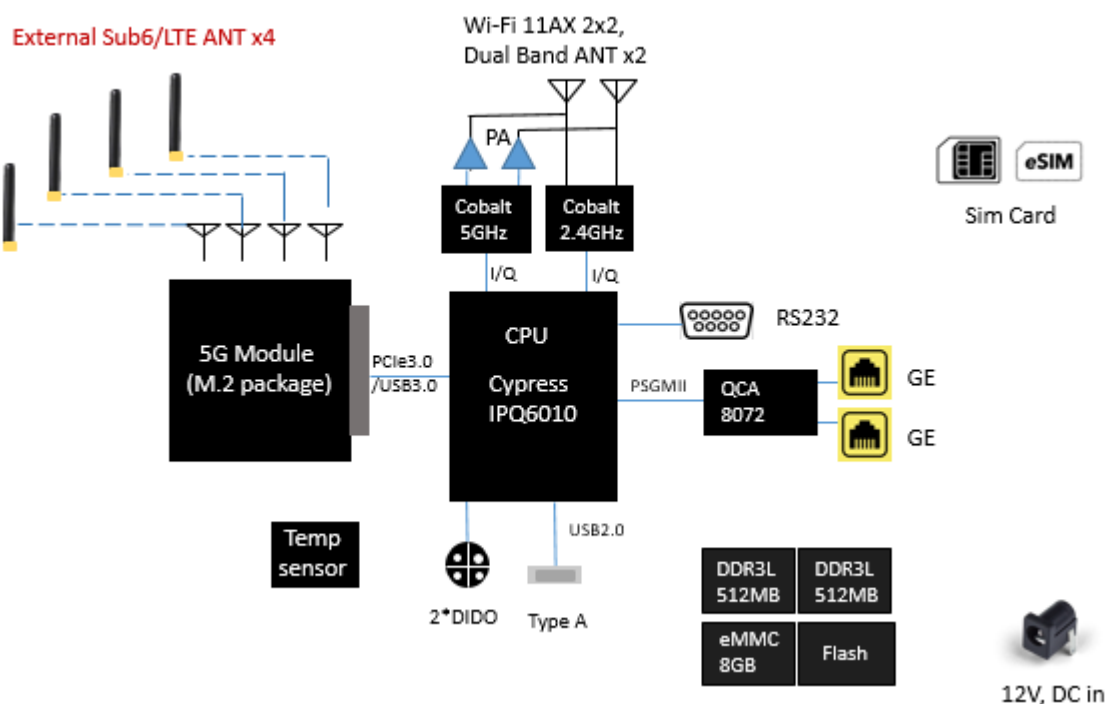 External Sub6/LTE ANT x4
Wi-Fi 11AX 2x2,
Dual Band ANT x2
PA
Cobalt
5GHz
Cobalt
2.4GHz
eSIM
Sim Card
I/Q
I/Q
5G Module
(M.2 package)
PCIe3.0
/USB3.0
CPU
Cypress
IPQ6010
RS232
PSGMII
QCA
8072
GE
GE
Temp
sensor
2*DIDO
USB2.0
Type A
DDR3L
512MB
DDR3L
512MB
eMMC
8GB
Flash
12V, DC in